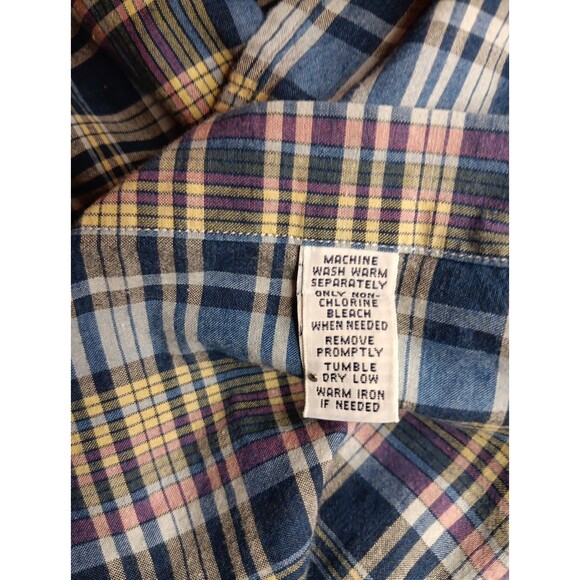 MACHINE
WASH WARM
SEPARATELY
ONLY NON-
CHLORINE
BLEACH
WHEN NEEDED
REMOVE
PROMPTLY
TUMBLE
DRY LOW
WARM IRON
IF NEEDED